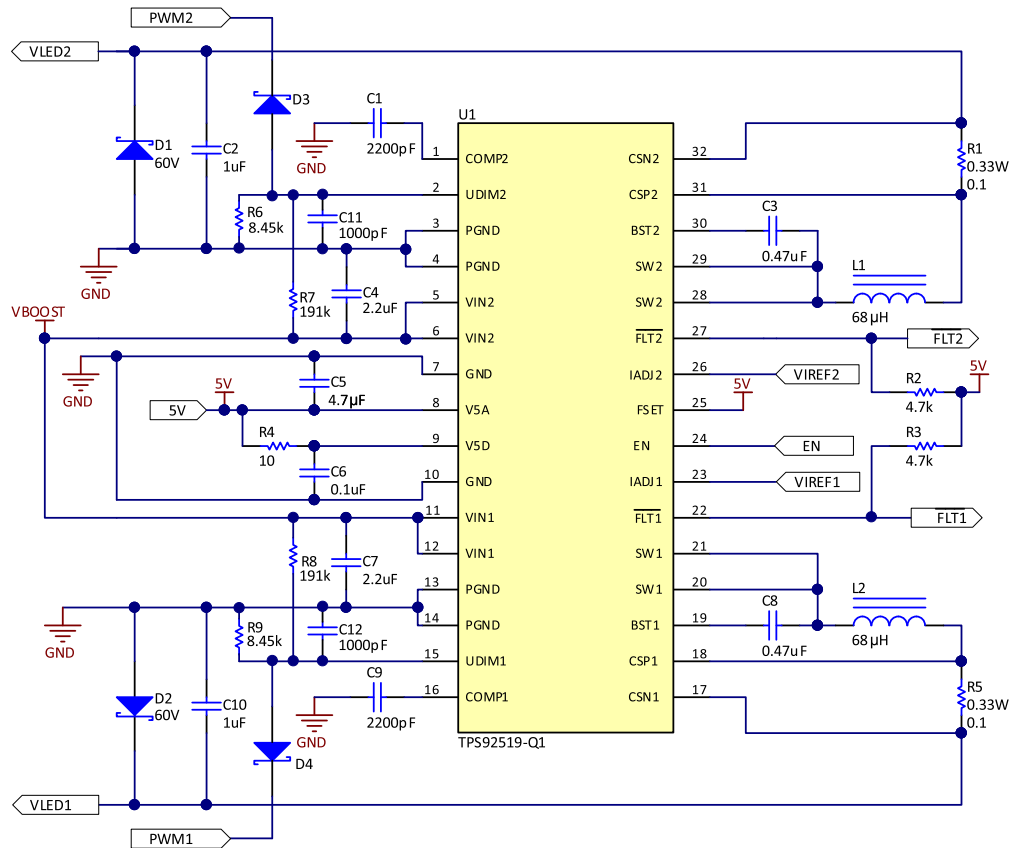 PWM2
VLED2
D1
60V
C2
1uF
D3
C1
2200pF
GND
R6
8.45k
C11
1000pF
GND
R7
191k
C4
2.2uF
VBOOST
GND
C5
4.7µF
5V
5V
R4
10
C6
0.1uF
R8
191k
C7
2.2uF
GND
R9
8.45k
C12
1000pF
D2
60V
C10
1uF
C9
2200pF
GND
D4
VLED1
PWM1
U1
1 COMP2 CSN2 32
2 UDIM2 CSP2 31
3 PGND BST2 30
4 PGND SW2 29
5 VIN2 SW2 28
6 VIN2 FLT2 27
7 GND IADJ2 26
8 V5A FSET 25
9 V5D EN 24
10 GND IADJ1 23
11 VIN1 FLT1 22
12 VIN1 SW1 21
13 PGND SW1 20
14 PGND BST1 19
15 UDIM1 CSP1 18
16 COMP1 CSN1 17
TPS92519-Q1
R1
0.33W
0.1
C3
0.47uF
L1
68µH
FLT2
VIREF2
5V
R2
4.7k
5V
R3
4.7k
EN
VIREF1
FLT1
C8
0.47uF
L2
68µH
R5
0.33W
0.1